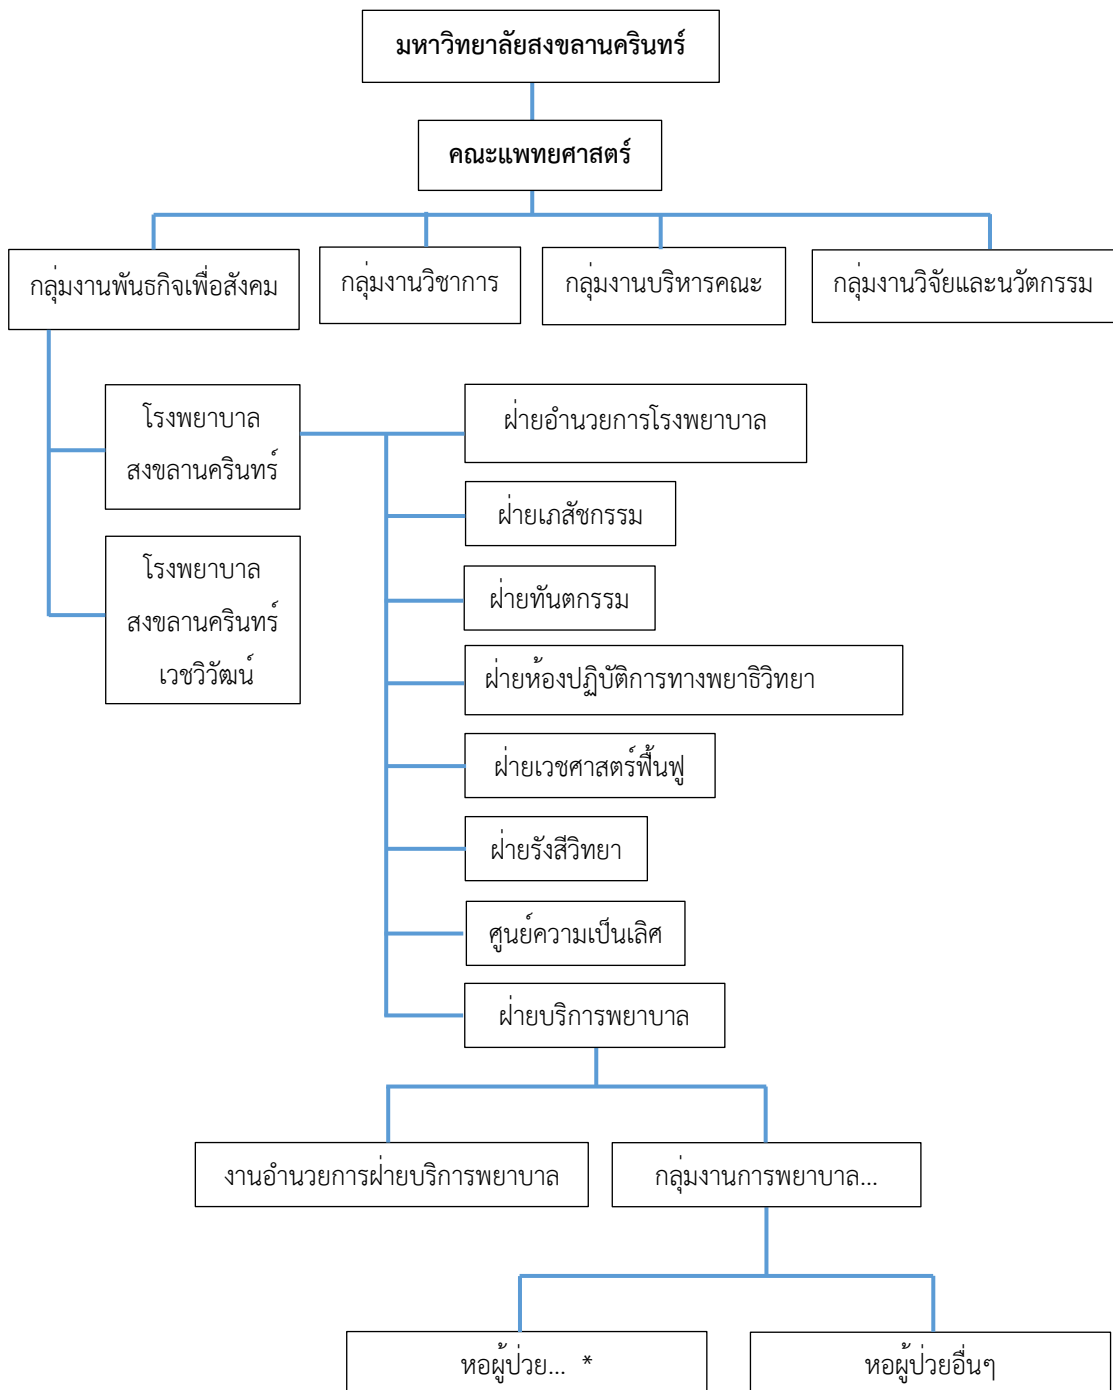 มหาวิทยาลัยสงขลานครินทร์
คณะแพทยศาสตร์
กลุ่มงานพันธกิจเพื่อสังคม
กลุ่มงานวิชาการ
กลุ่มงานบริหารคณะ
กลุ่มงานวิจัยและนวัตกรรม
โรงพยาบาล
สงขลานครินทร์
โรงพยาบาล
สงขลานครินทร์
เวชวิวัฒน์
ฝ่ายอำนวยการโรงพยาบาล
ฝ่ายเภสัชกรรม
ฝ่ายทันตกรรม
ฝ่ายห้องปฏิบัติการทางพยาธิวิทยา
ฝ่ายเวชศาสตร์ฟื้นฟู
ฝ่ายรังสีวิทยา
ศูนย์ความเป็นเลิศ
ฝ่ายบริการพยาบาล
งานอำนวยการฝ่ายบริการพยาบาล
กลุ่มงานการพยาบาล...
หอผู้ป่วย... *
หอผู้ป่วยอื่นๆ